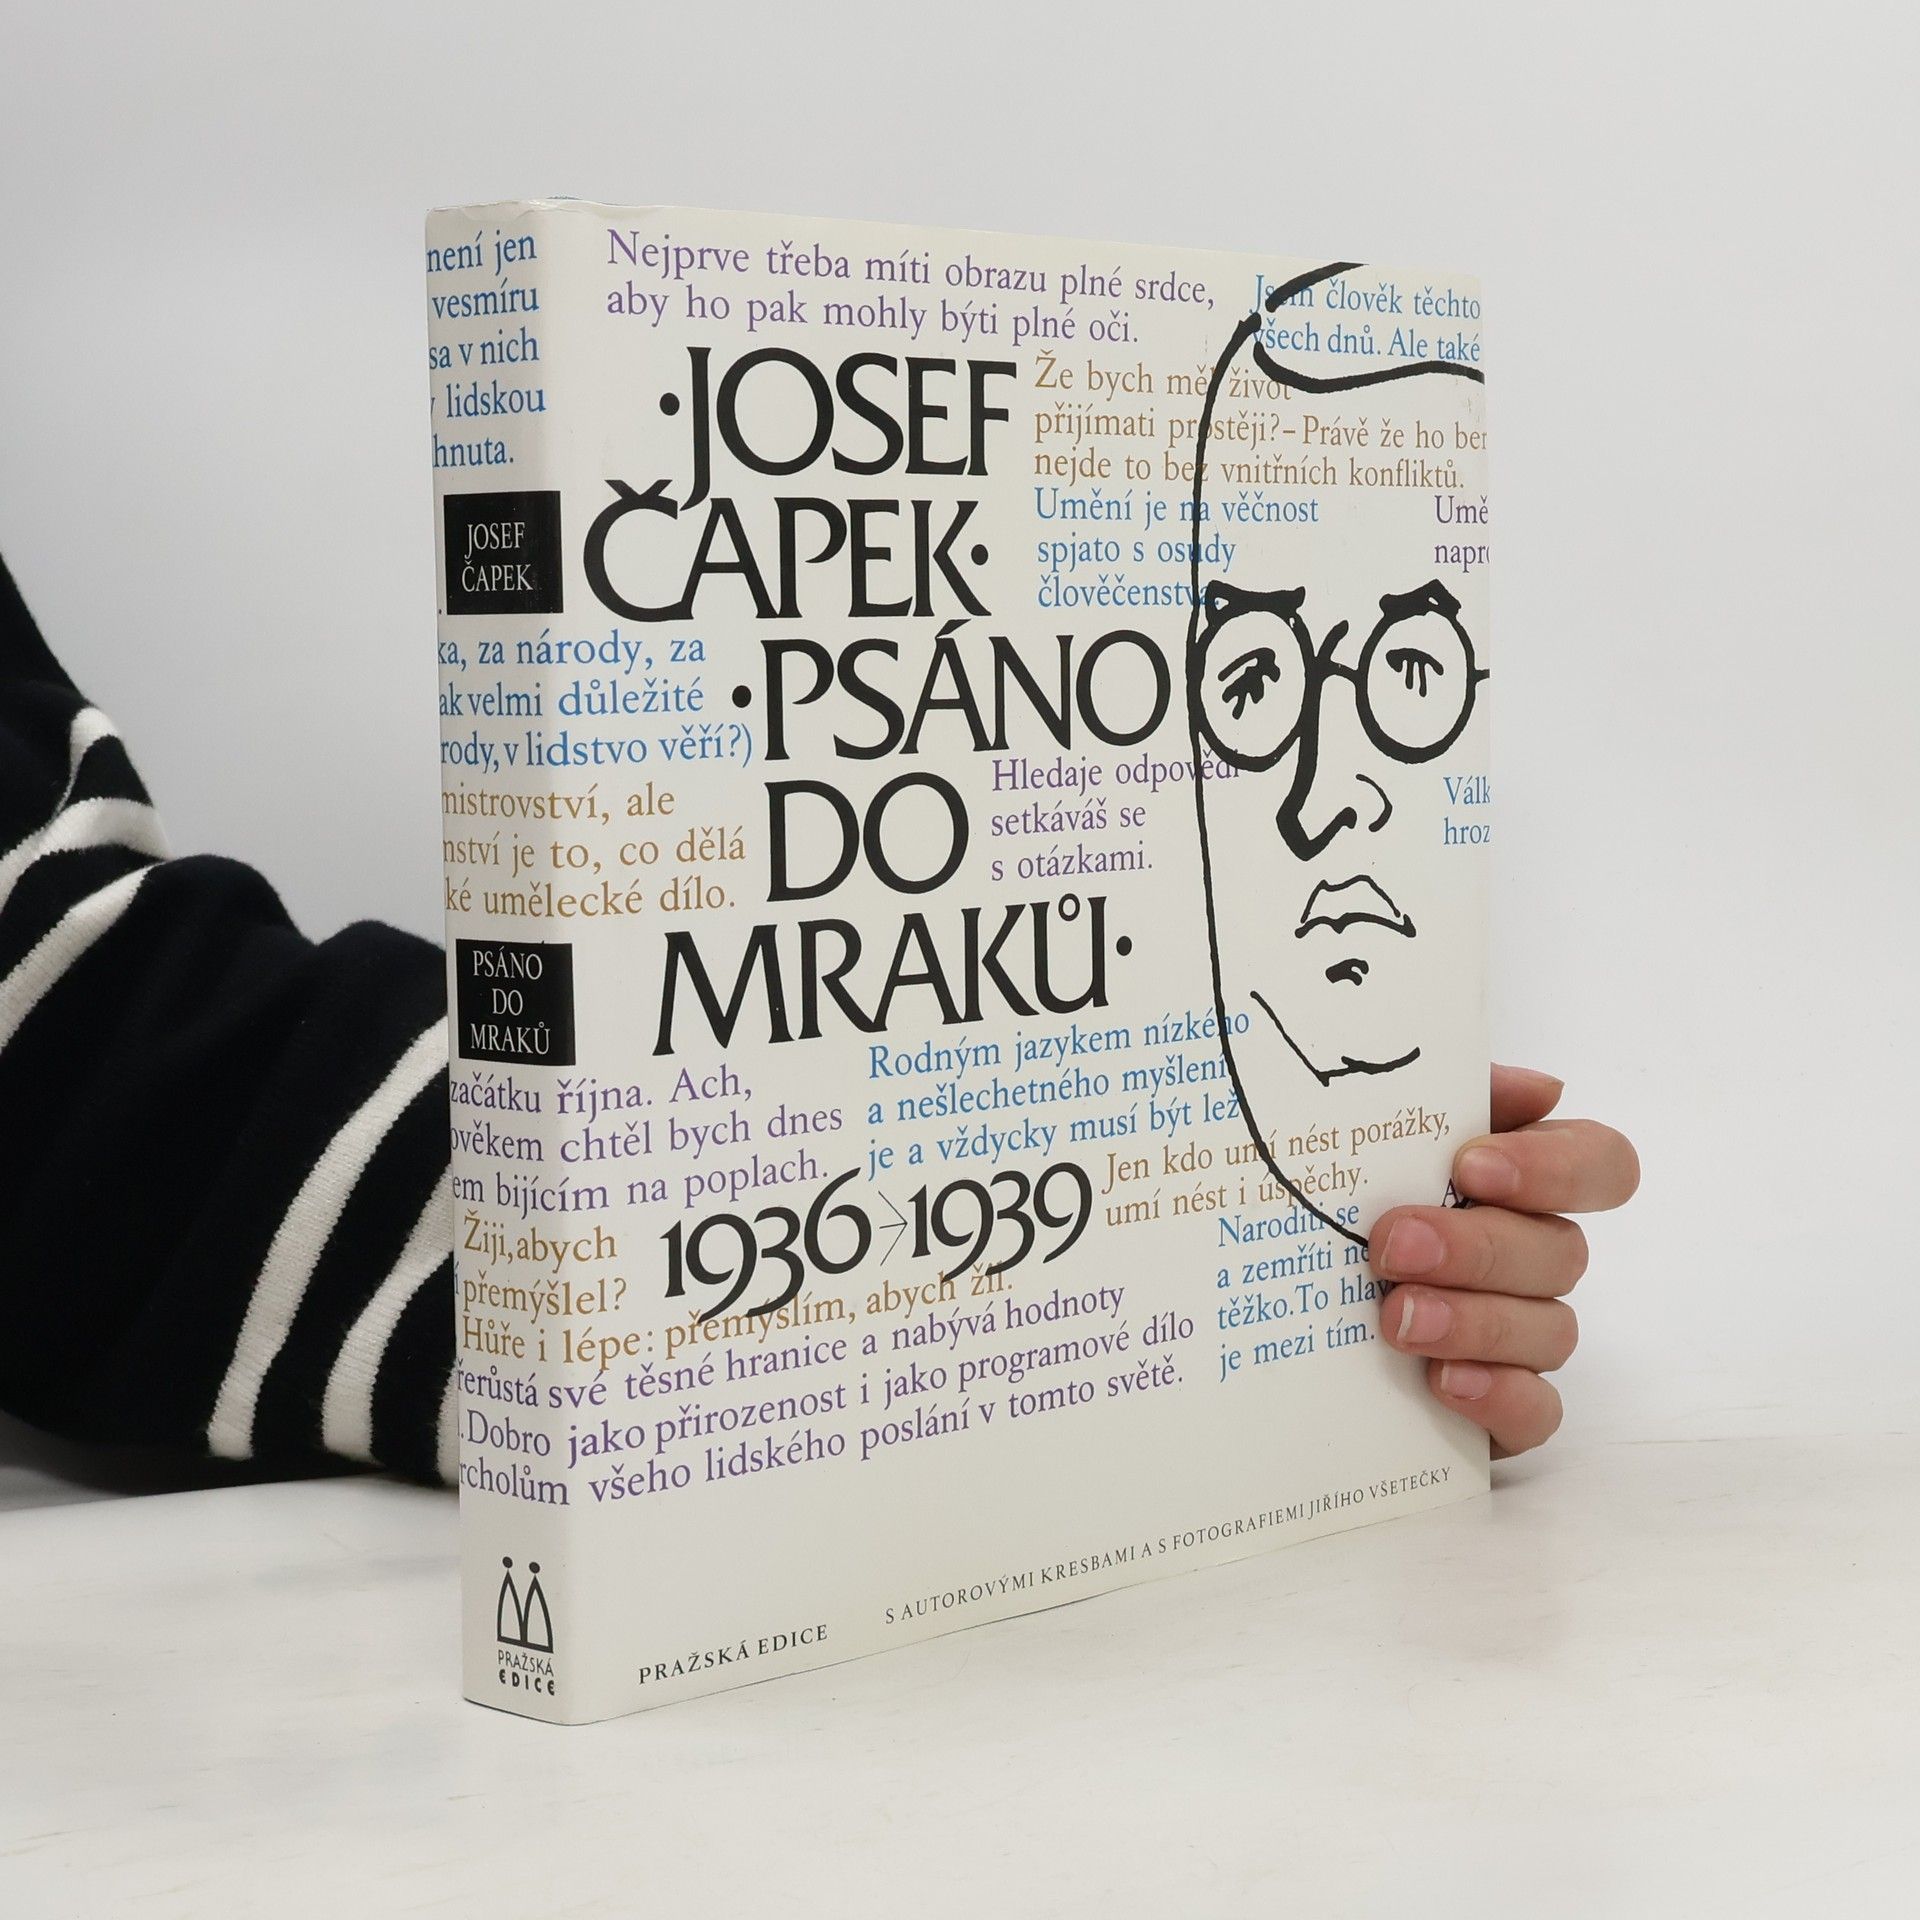 není jen
vesmíru
sa v nich
lidskou
hnuta.
JOSEF
ČAPEK
ka, za národy, za
ak velmi důležité
rody, v lidstvo věří?)
mistrovství, ale
nství je to, co dělá
ké umělecké dílo.
PSÁNO
DO
MRAKŮ
začátku října. Ach,
ověkem chtěl bych dnes
em bijícím na poplach.
Žiji, abych
přemýšlel?
Hůře i lépe: přemýšlím, abych žil.
řerůstá své těsné hranice a nabývá hodnoty
. Dobro jako přirozenost i jako programové dílo
rcholům všeho lidského poslání v tomto světě.
PRAŽSKÁ
EDICE
Nejprve třeba míti obrazu plné srdce,
aby ho pak mohly býti plné oči.
Jsem člověk těchto
všech dnů. Ale také
·JOSEF
ČAPEK·
·PSÁNO
DO
MRAKŮ·
1936>1939
Že bych měl život
přijímati prostěji?–Právě že ho ber
nejde to bez vnitřních konfliktů.
Umění je na věčnost
spjato s osudy
člověčenstva.
Umě
napr
Hledaje odpovědi
setkáváš se
s otázkami.
Válk
hroz
Rodným jazykem nízkého
a nešlechetného myšlení
je a vždycky musí být lež
Jen kdo umí nést porážky,
umí nést i úspěchy.
Naroditi se
a zemříti ne
těžko. To hlav
je mezi tím.
PRAŽSKÁ EDICE
S AUTOROVÝMI KRESBAMI A S FOTOGRAFIEMI JIŘÍHO VŠETEČKY